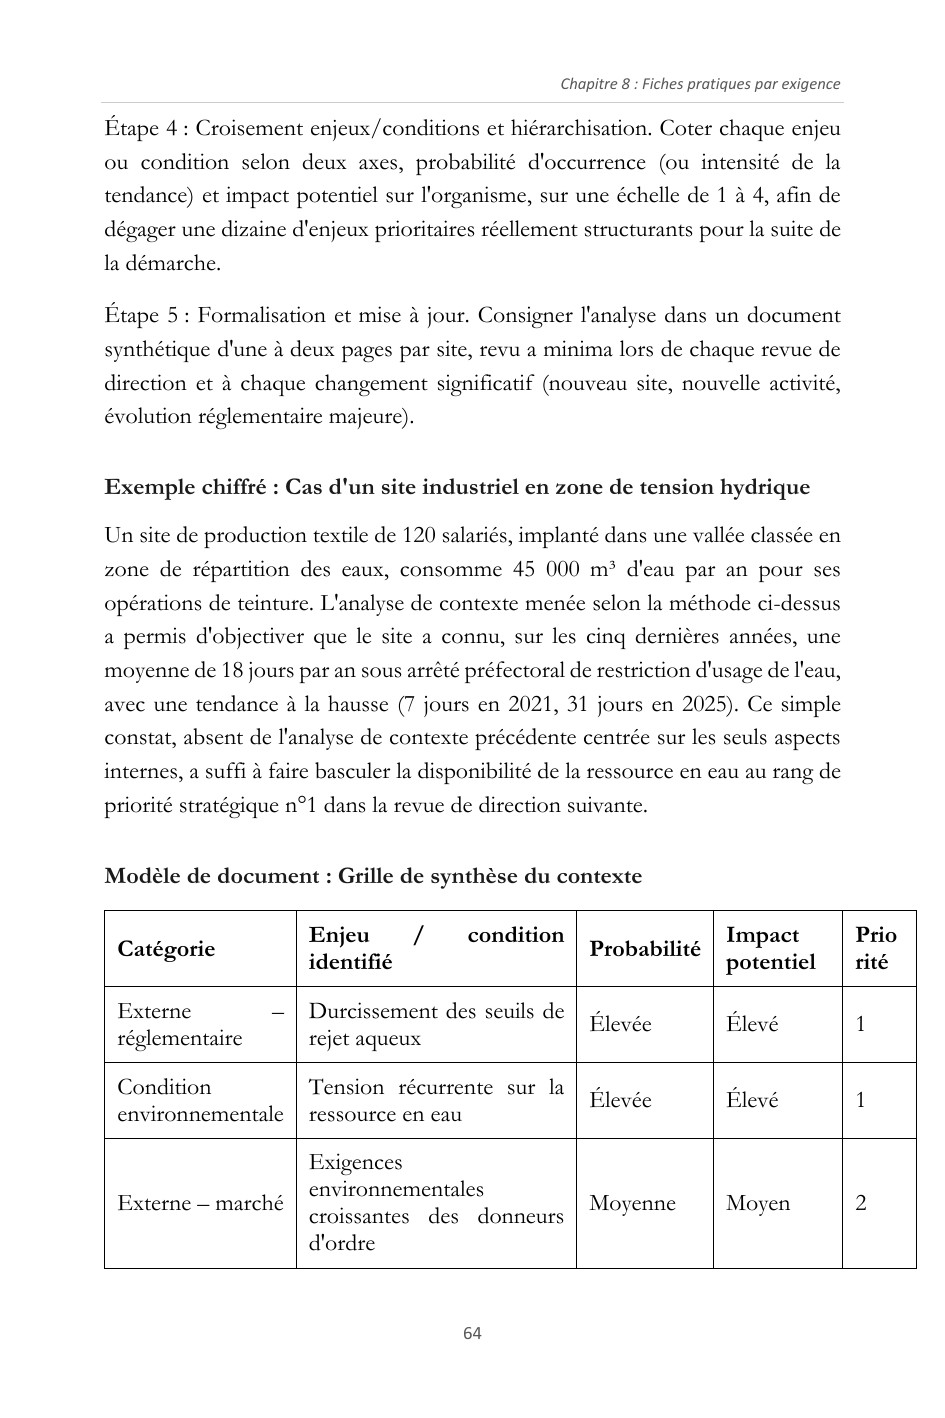 Chapitre 8 : Fiches pratiques par exigence
Étape 4 : Croisement enjeux/conditions et hiérarchisation. Coter chaque enjeu
ou condition selon deux axes, probabilité d'occurrence (ou intensité de la
tendance) et impact potentiel sur l'organisme, sur une échelle de 1 à 4, afin de
dégager une dizaine d'enjeux prioritaires réellement structurants pour la suite de
la démarche.
Étape 5 : Formalisation et mise à jour. Consigner l'analyse dans un document
synthétique d'une à deux pages par site, revu a minima lors de chaque revue de
direction et à chaque changement significatif (nouveau site, nouvelle activité,
évolution réglementaire majeure).
Exemple chiffré : Cas d'un site industriel en zone de tension hydrique
Un site de production textile de 120 salariés, implanté dans une vallée classée en
zone de répartition des eaux, consomme 45 000 m³ d'eau par an pour ses
opérations de teinture. L'analyse de contexte menée selon la méthode ci-dessus
a permis d'objectiver que le site a connu, sur les cinq dernières années, une
moyenne de 18 jours par an sous arrêté préfectoral de restriction d'usage de l'eau,
avec une tendance à la hausse (7 jours en 2021, 31 jours en 2025). Ce simple
constat, absent de l'analyse de contexte précédente centrée sur les seuls aspects
internes, a suffi à faire basculer la disponibilité de la ressource en eau au rang de
priorité stratégique n°1 dans la revue de direction suivante.
Modèle de document : Grille de synthèse du contexte
Catégorie
Enjeu / condition
identifié
Probabilité
Impact
potentiel
Prio
rité
Externe –
réglementaire
Durcissement des seuils de
rejet aqueux
Élevée
Élevé
1
Condition
environnementale
Tension récurrente sur la
ressource en eau
Élevée
Élevé
1
Externe – marché
Exigences
environnementales
croissantes des donneurs
d'ordre
Moyenne
Moyen
2
64